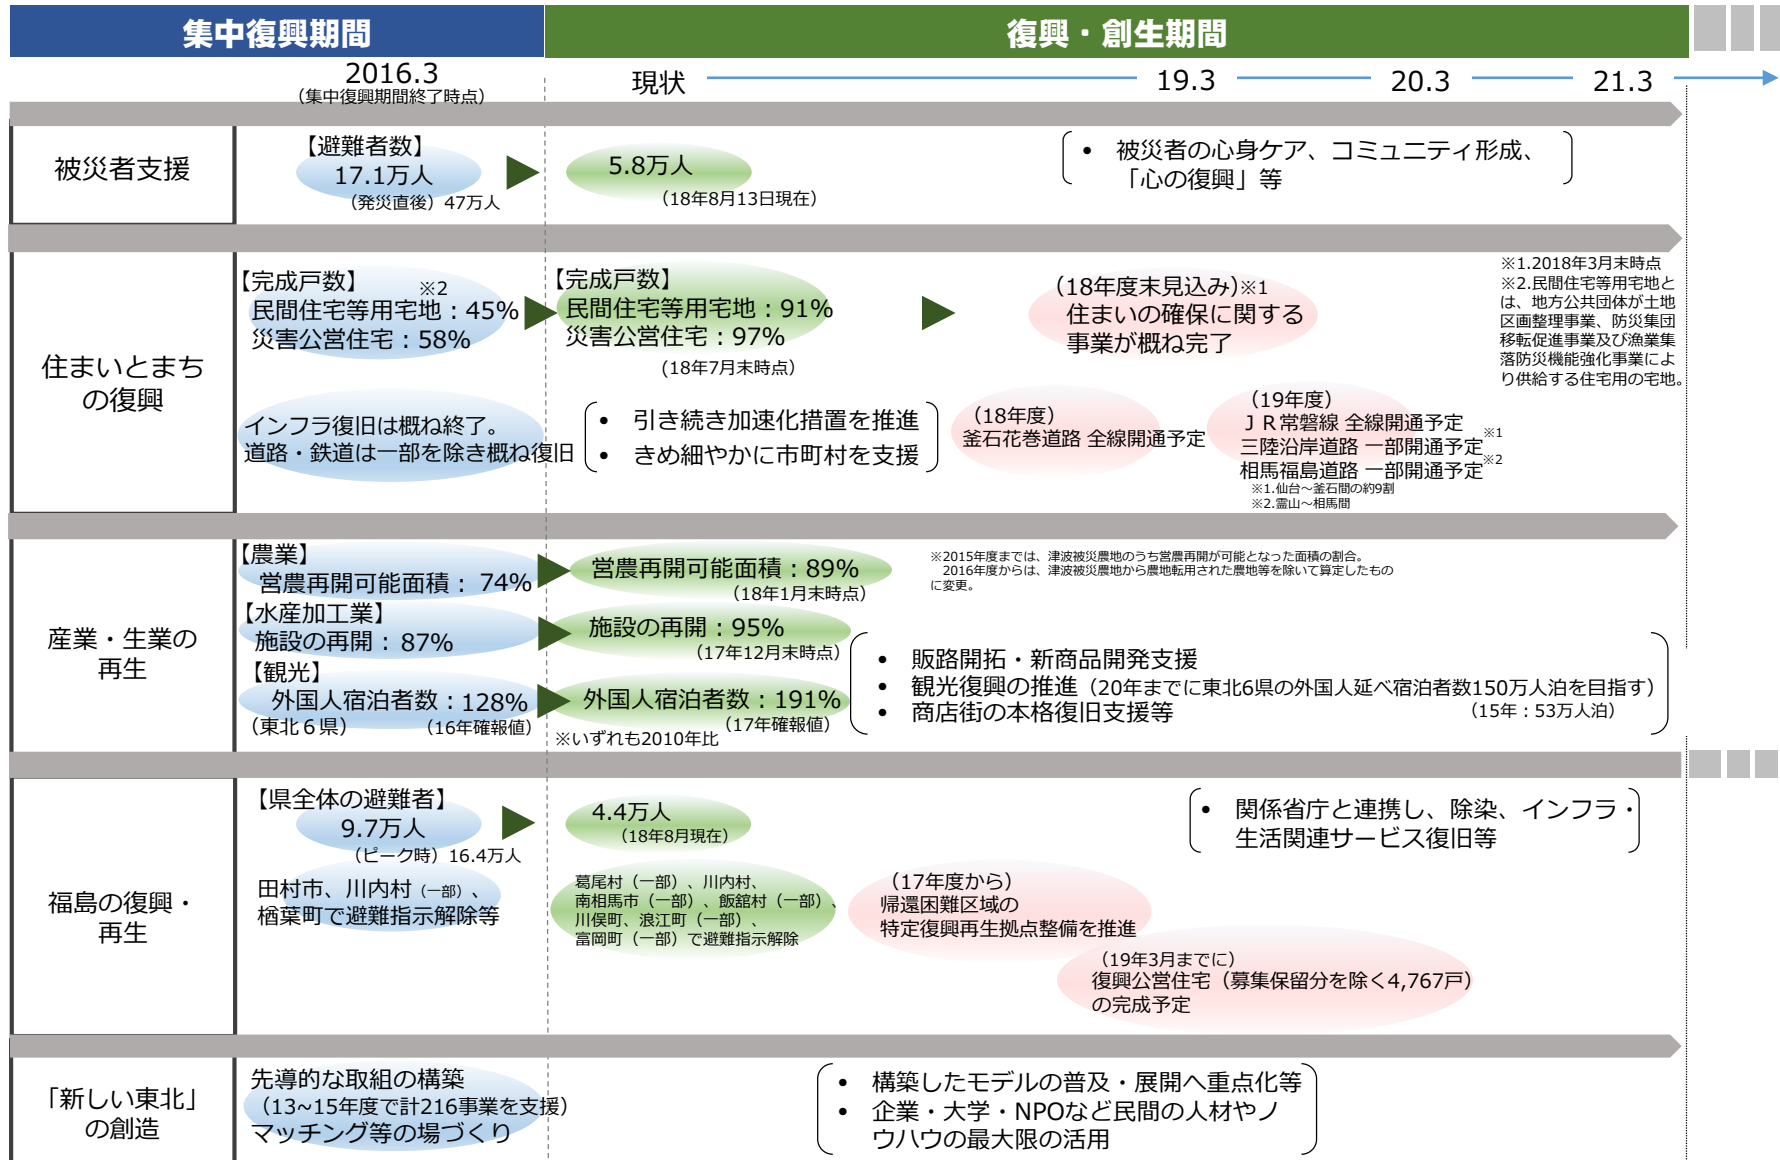 集中復興期間
復興・創生期間
2016.3
（集中復興期間終了時点）
現状
19.3
20.3
21.3
被災者支援
【避難者数】
17.1万人
（発災直後）47万人
5.8万人
（18年8月13日現在）
• 被災者の心身ケア、コミュニティ形成、
「心の復興」等
住まいとまち
の復興
【完成戸数】
※2
民間住宅等用宅地：45%
災害公営住宅：58%
【完成戸数】
民間住宅等用宅地：91%
災害公営住宅：97%
（18年7月末時点）
（18年度末見込み）※1
住まいの確保に関する
事業が概ね完了
※1.2018年3月末時点
※2.民間住宅等用宅地と
は、地方公共団体が土地
区画整理事業、防災集団
移転促進事業及び漁業集
落防災機能強化事業によ
り供給する住宅用の宅地。
インフラ復旧は概ね終了。
道路・鉄道は一部を除き概ね復旧
• 引き続き加速化措置を推進
• きめ細やかに市町村を支援
（18年度）
釜石花巻道路 全線開通予定
（19年度）
ＪＲ常磐線 全線開通予定
三陸沿岸道路 一部開通予定※1
相馬福島道路 一部開通予定※2
※1.仙台～釜石間の約9割
※2.霊山～相馬間
産業・生業の
再生
【農業】
営農再開可能面積：74%
【水産加工業】
施設の再開：87%
【観光】
外国人宿泊者数：128%
（東北６県）
（16年確報値）
営農再開可能面積：89%
（18年1月末時点）
施設の再開：95%
（17年12月末時点）
外国人宿泊者数：191%
（17年確報値）
※いずれも2010年比
※2015年度までは、津波被災農地のうち営農再開が可能となった面積の割合。
2016年度からは、津波被災農地から農地転用された農地等を除いて算定したもの
に変更。
• 販路開拓・新商品開発支援
• 観光復興の推進（20年までに東北6県の外国人延べ宿泊者数150万人泊を目指す）
• 商店街の本格復旧支援等
（15年：53万人泊）
福島の復興・
再生
【県全体の避難者】
9.7万人
（ピーク時）16.4万人
田村市、川内村（一部）、
楢葉町で避難指示解除等
4.4万人
（18年8月現在）
葛尾村（一部）、川内村、
南相馬市（一部）、飯舘村（一部）、
川俣町、浪江町（一部）、
富岡町（一部）で避難指示解除
• 関係省庁と連携し、除染、インフラ・
生活関連サービス復旧等
（17年度から）
帰還困難区域の
特定復興再生拠点整備を推進
（19年3月までに）
復興公営住宅（募集保留分を除く4,767戸）
の完成予定
「新しい東北」
の創造
先導的な取組の構築
（13~15年度で計216事業を支援）
マッチング等の場づくり
• 構築したモデルの普及・展開へ重点化等
• 企業・大学・NPOなど民間の人材やノ
ウハウの最大限の活用